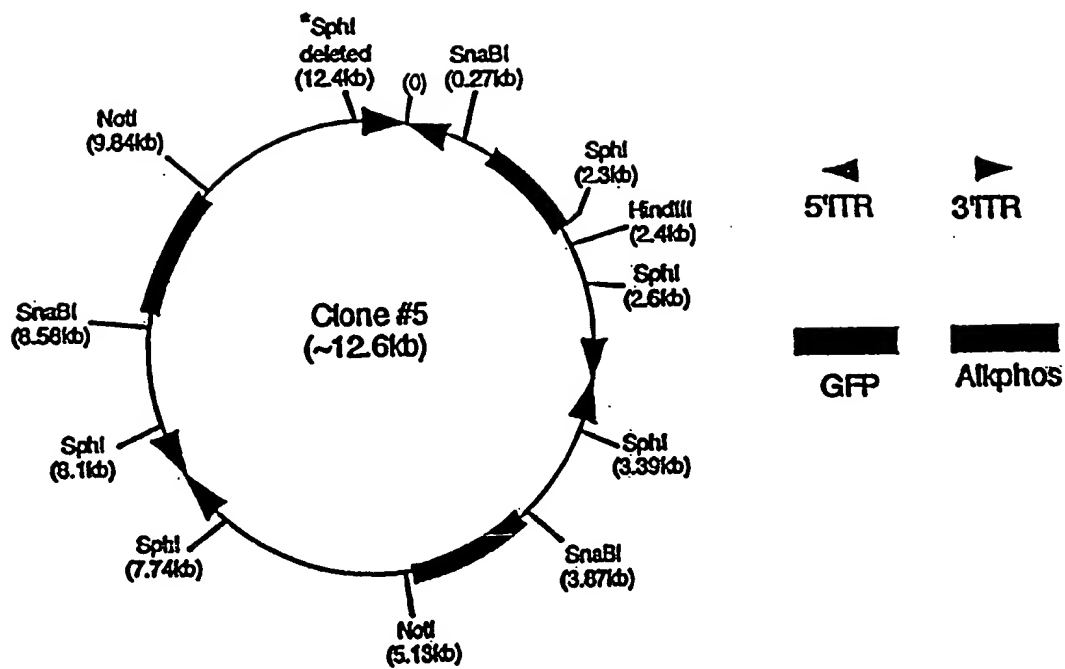 *SphI
deleted
(12.4kb)
(0)
SnaBI
(0.27kb)
NotI
(9.84kb)
SphI
(2.3kb)
HindIII
(2.4kb)
SphI
(2.6kb)
5'ITR
3'ITR
SnaBI
(8.58kb)
Clone #5
(~12.6kb)
GFP
Alkphos
SphI
(8.1kb)
SphI
(3.39kb)
SphI
(7.74kb)
SnaBI
(3.87kb)
NotI
(5.13kb)